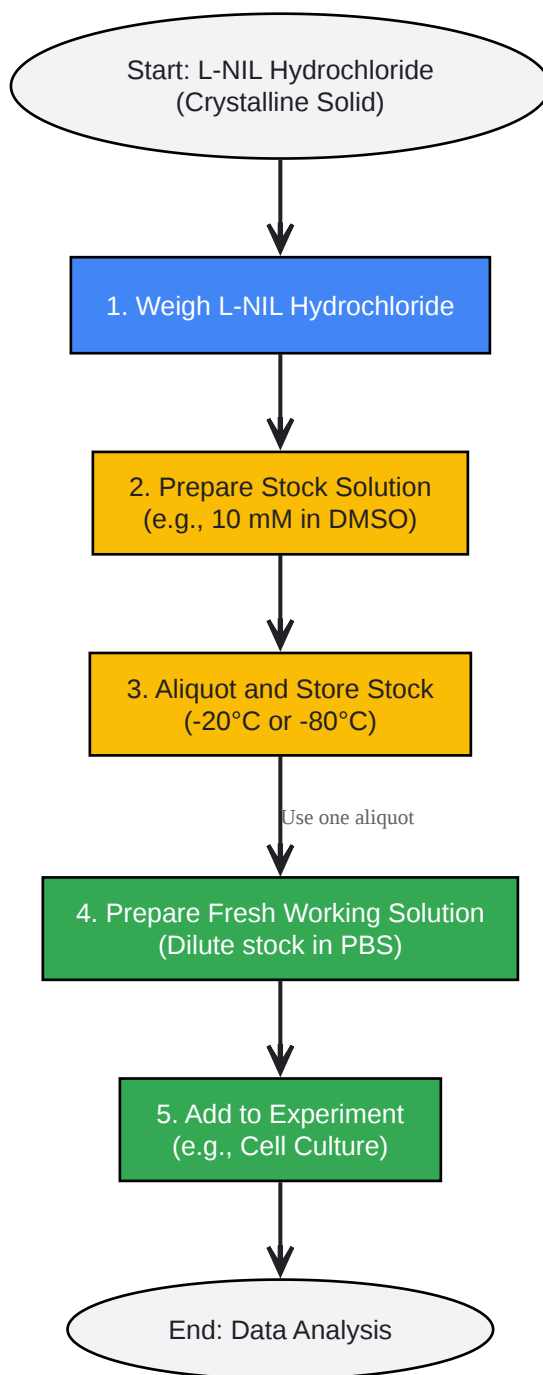 Start: L-NIL Hydrochloride
(Crystalline Solid)
1. Weigh L-NIL Hydrochloride
2. Prepare Stock Solution
(e.g., 10 mM in DMSO)
3. Aliquot and Store Stock
(-20°C or -80°C)
Use one aliquot
4. Prepare Fresh Working Solution
(Dilute stock in PBS)
5. Add to Experiment
(e.g., Cell Culture)
End: Data Analysis